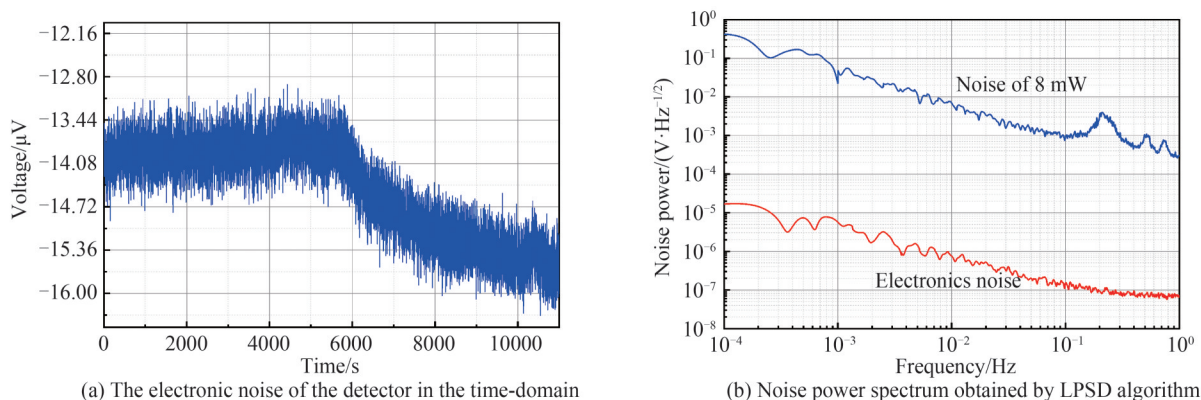 −12.16
−12.80
−13.44
−14.08
−14.72
−15.36
−16.00
Voltage/μV
0 2000 4000 6000 8000 10000
Time/s
(a) The electronic noise of the detector in the time-domain
10⁰
10⁻¹
10⁻²
10⁻³
10⁻⁴
10⁻⁵
10⁻⁶
10⁻⁷
10⁻⁸
Noise power/(V·Hz⁻¹/²)
Noise of 8 mW
Electronics noise
10⁻⁴ 10⁻³ 10⁻² 10⁻¹ 10⁰
Frequency/Hz
(b) Noise power spectrum obtained by LPSD algorithm